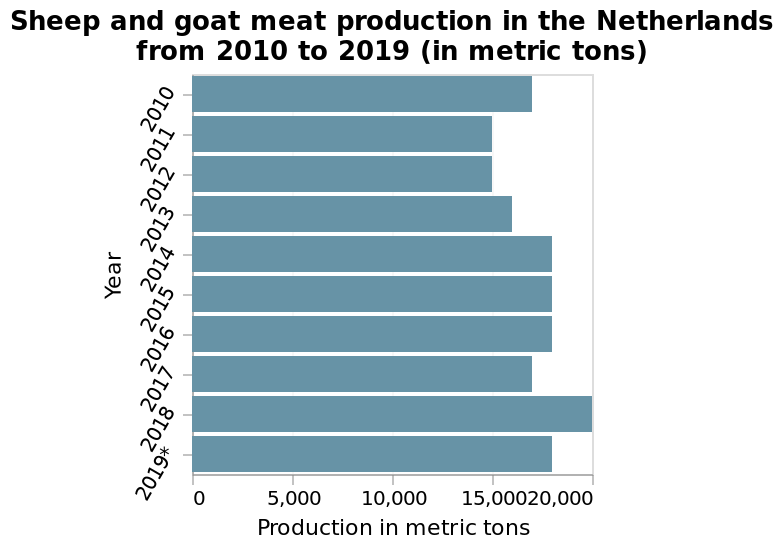 Sheep and goat meat production in the Netherlands
from 2010 to 2019 (in metric tons)
2010
2011
2012
2013
2014
2015
2016
2017
2018
2019*
Year
0 5,000 10,000 15,000 20,000
Production in metric tons